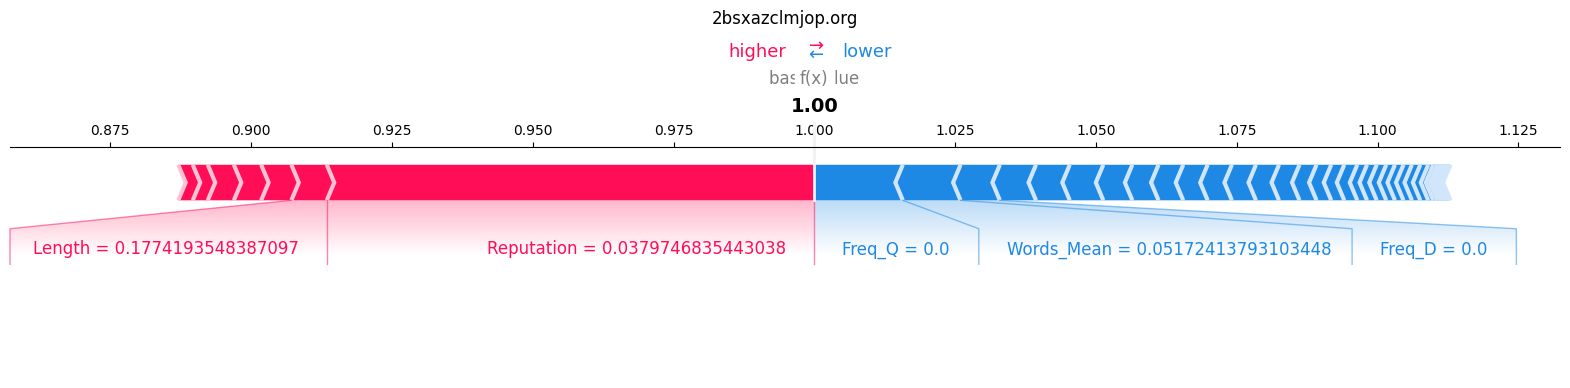 2bsxazclmjop.org
higher → ← lower
bas f(x) lue
1.00
0.875 0.900 0.925 0.950 0.975 1.000 1.025 1.050 1.075 1.100 1.125
Length = 0.1774193548387097 Reputation = 0.0379746835443038 Freq_Q = 0.0 Words_Mean = 0.05172413793103448 Freq_D = 0.0